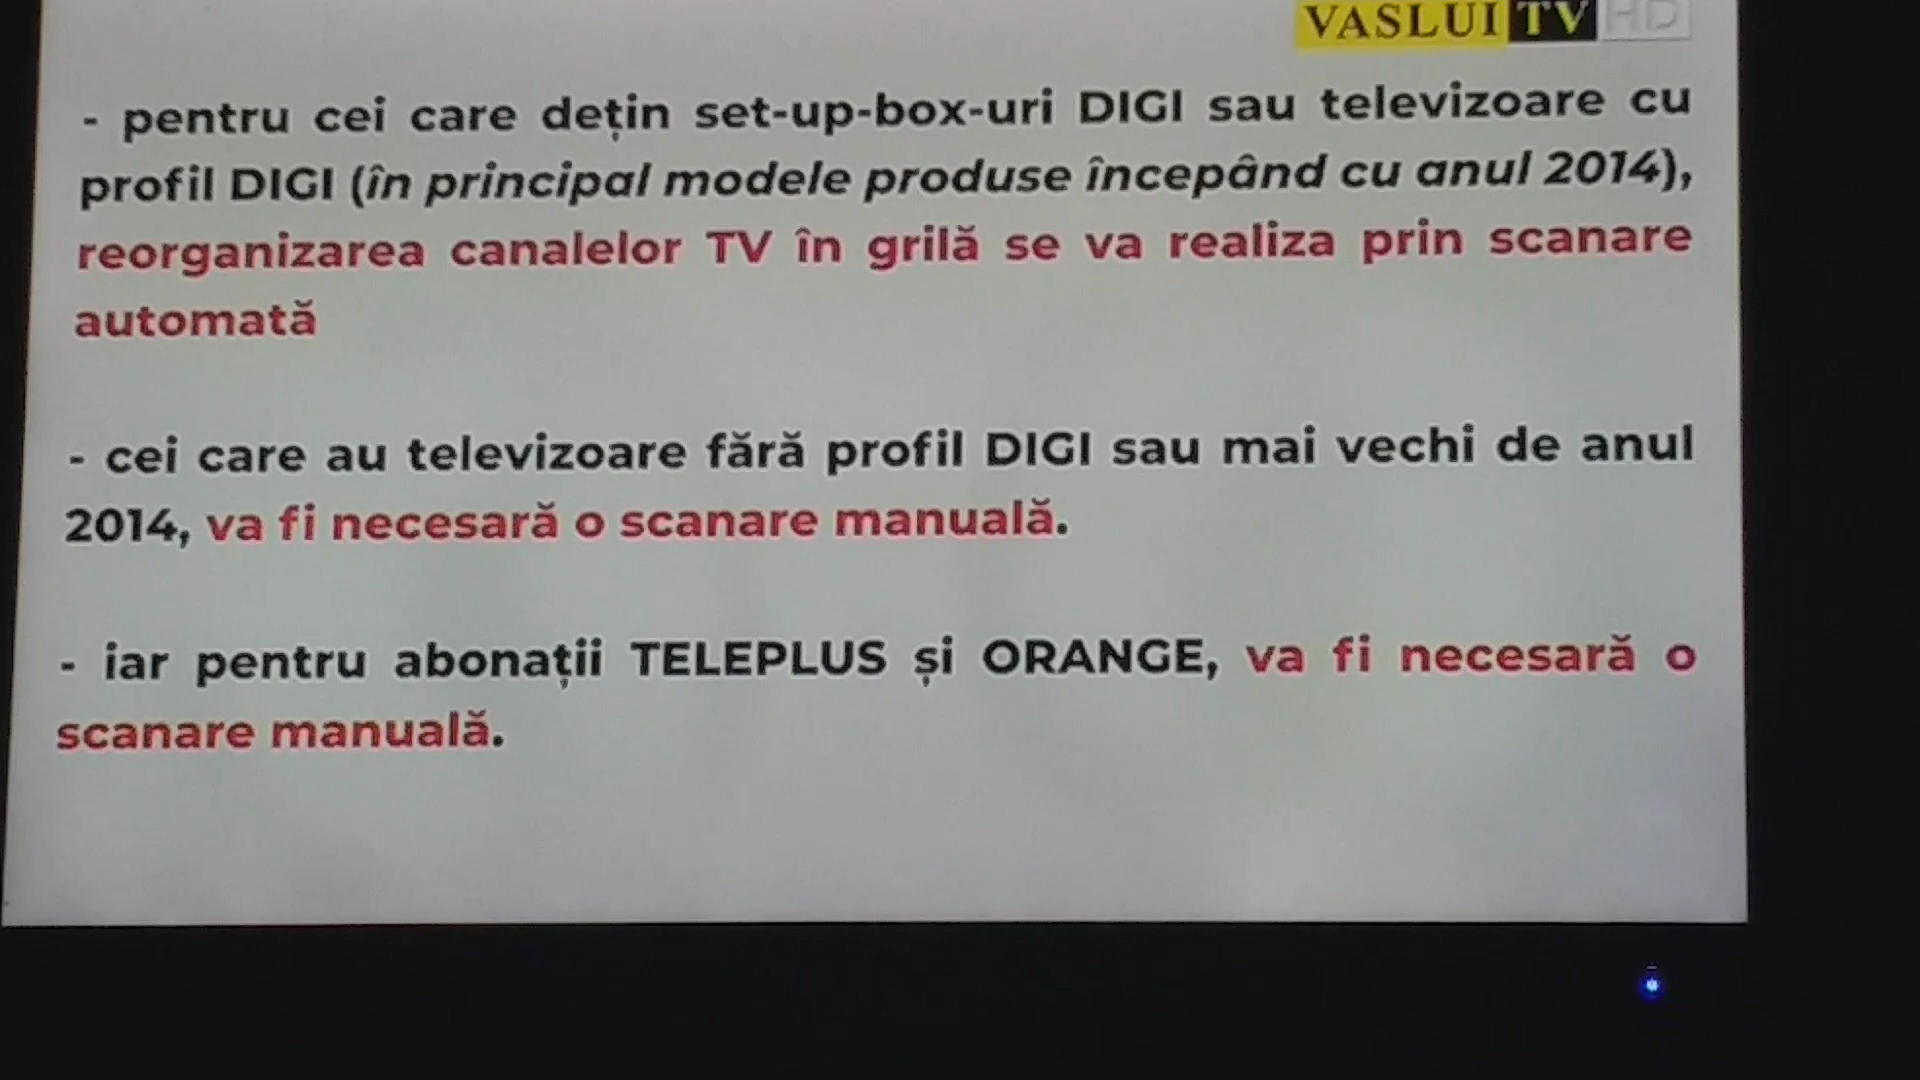 VASLUI TV HD
- pentru cei care dețin set-up-box-uri DIGI sau televizoare cu
profil DIGI (în principal modele produse începând cu anul 2014),
reorganizarea canalelor TV în grilă se va realiza prin scanare
automată
- cei care au televizoare fără profil DIGI sau mai vechi de anul
2014, va fi necesară o scanare manuală.
- iar pentru abonații TELEPLUS și ORANGE, va fi necesară o
scanare manuală.